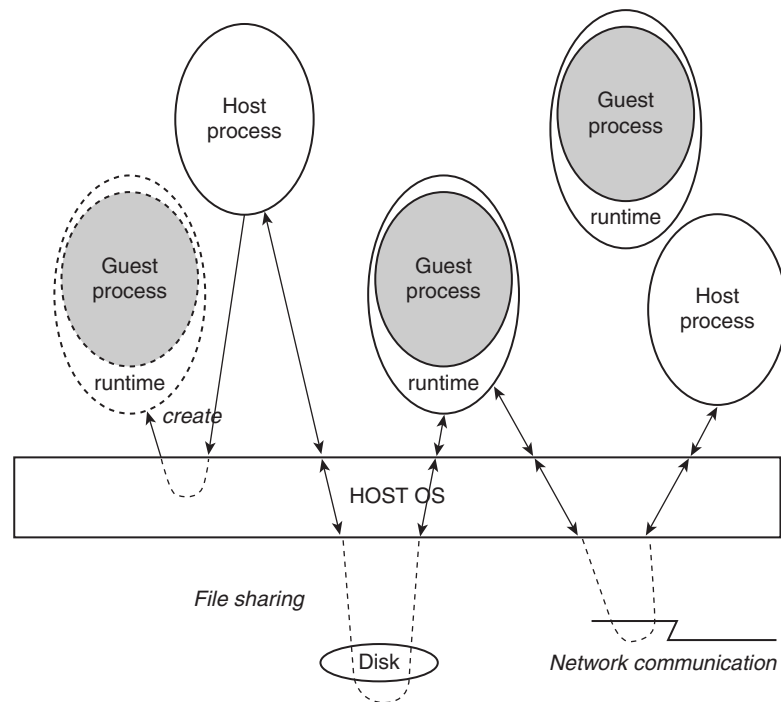 Host
process
Guest
process
runtime
Guest
process
runtime
Guest
process
runtime
Host
process
create
HOST OS
File sharing
Disk
Network communication